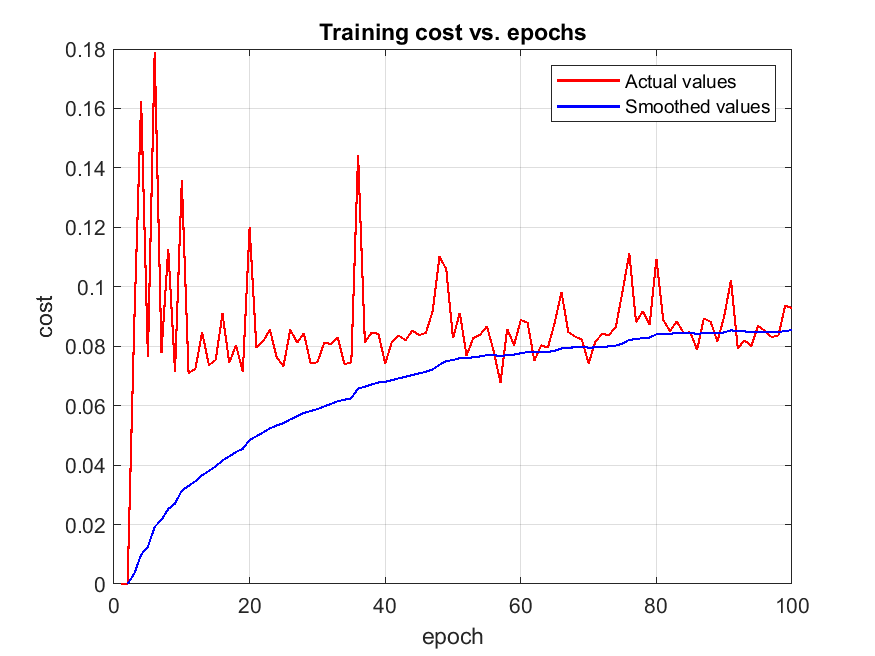 Training cost vs. epochs
Actual values
Smoothed values
0.18
0.16
0.14
0.12
0.1
0.08
0.06
0.04
0.02
0
cost
0 20 40 60 80 100
epoch